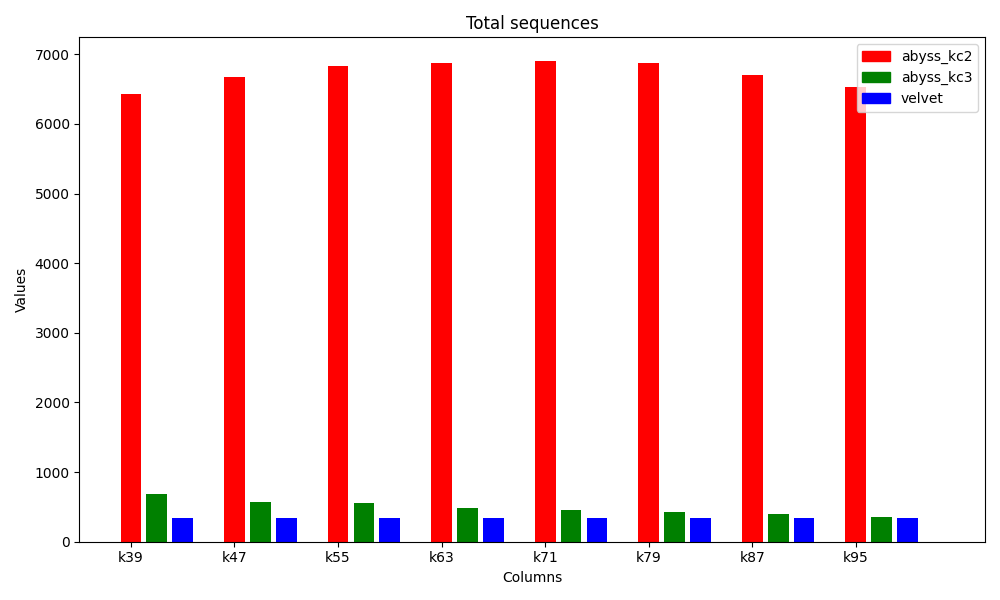 Total sequences
abyss_kc2
abyss_kc3
velvet
7000
6000
5000
4000
3000
2000
1000
0
Values
k39 k47 k55 k63 k71 k79 k87 k95
Columns